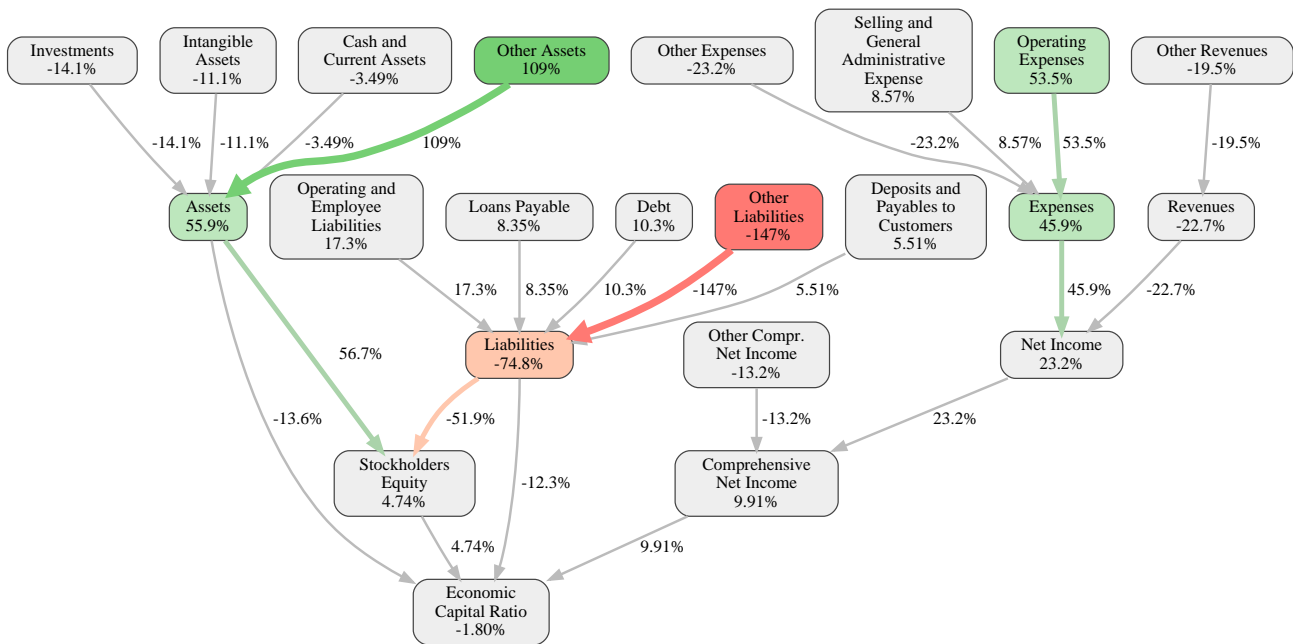 Investments
-14.1%
Intangible
Assets
-11.1%
Cash and
Current Assets
-3.49%
Other Assets
109%
Other Expenses
-23.2%
Selling and
General
Administrative
Expense
8.57%
Operating
Expenses
53.5%
Other Revenues
-19.5%
-14.1%
-11.1%
-3.49%
109%
-23.2%
8.57%
53.5%
-19.5%
Assets
55.9%
Operating and
Employee
Liabilities
17.3%
Loans Payable
8.35%
Debt
10.3%
Other
Liabilities
-147%
Deposits and
Payables to
Customers
5.51%
Expenses
45.9%
Revenues
-22.7%
17.3%
8.35%
10.3%
-147%
5.51%
45.9%
-22.7%
56.7%
Liabilities
-74.8%
Other Compr.
Net Income
-13.2%
Net Income
23.2%
-13.6%
-51.9%
-13.2%
23.2%
Stockholders
Equity
4.74%
-12.3%
Comprehensive
Net Income
9.91%
4.74%
9.91%
Economic
Capital Ratio
-1.80%